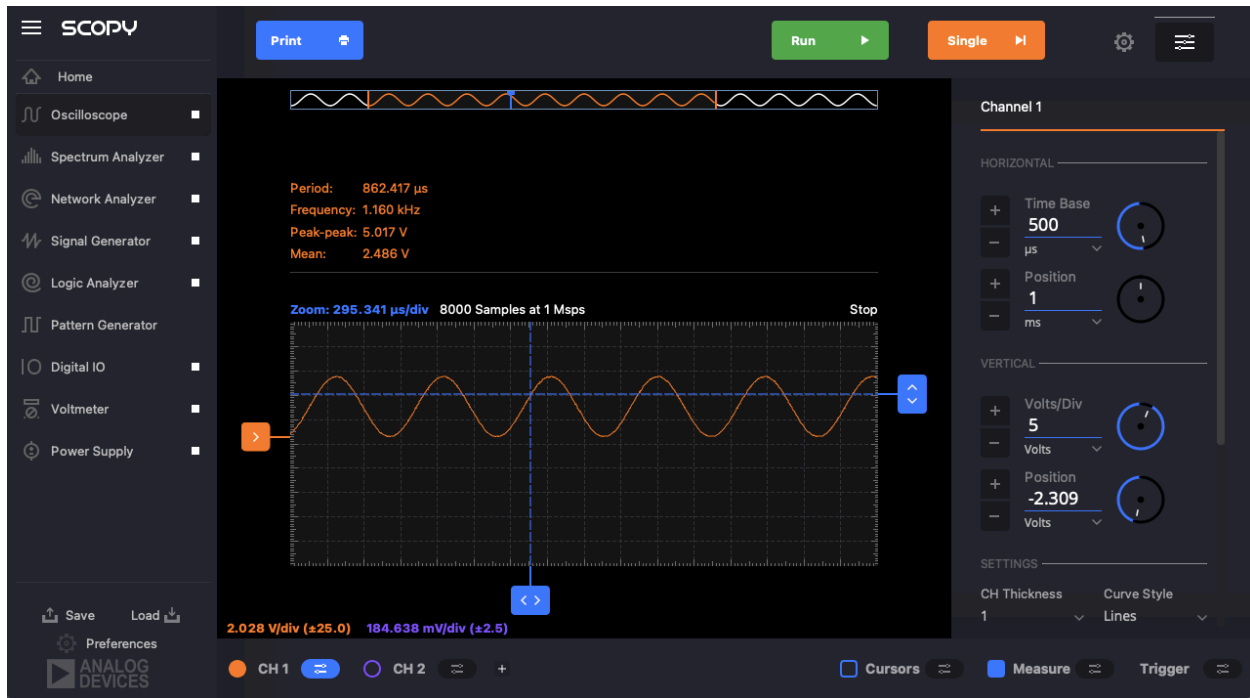 SCOPY
Print
Run
Single
Home
Oscilloscope
Spectrum Analyzer
Network Analyzer
Signal Generator
Logic Analyzer
Pattern Generator
Digital IO
Voltmeter
Power Supply
Save Load
Preferences
ANALOG
DEVICES
Period: 862.417 µs
Frequency: 1.160 kHz
Peak-peak: 5.017 V
Mean: 2.486 V
Zoom: 295.341 µs/div 8000 Samples at 1 Msps Stop
2.028 V/div (±25.0) 184.638 mV/div (±2.5)
CH 1 CH 2 + Cursors Measure Trigger
Channel 1
HORIZONTAL
Time Base
500
µs
Position
1
ms
VERTICAL
Volts/Div
5
Volts
Position
-2.309
Volts
SETTINGS
CH Thickness Curve Style
1 Lines